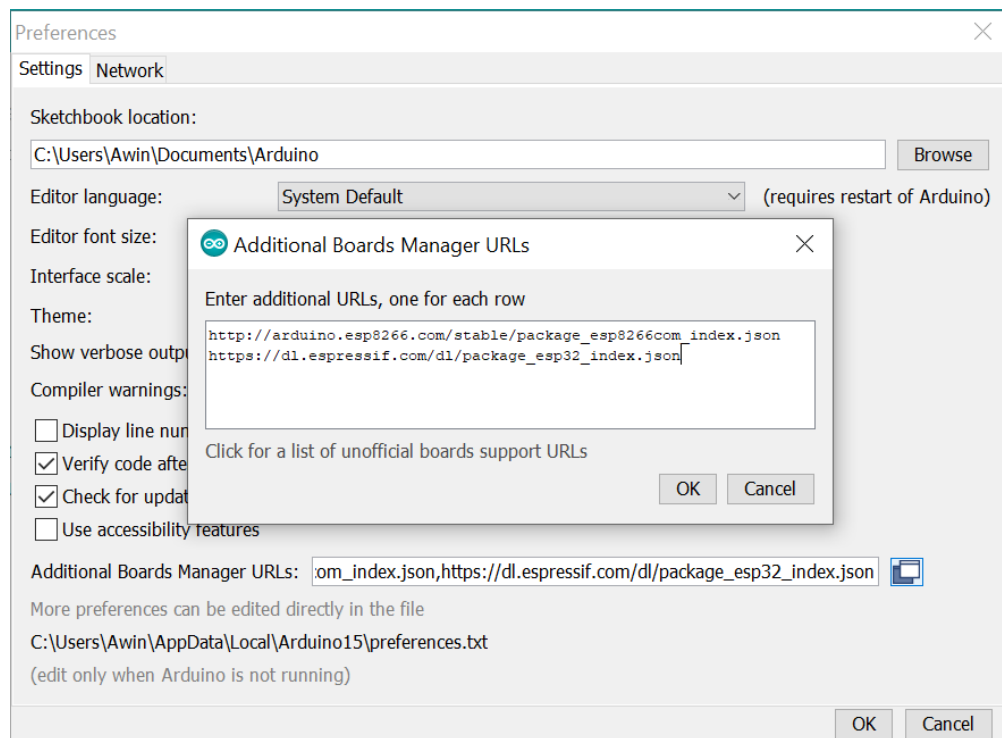 Preferences
Settings Network
Sketchbook location:
C:\Users\Awin\Documents\Arduino Browse
Editor language: System Default (requires restart of Arduino)
Editor font size:
Interface scale:
Theme:
Show verbose outpu
Compiler warnings:
Display line num
Verify code afte
Check for updat
Use accessibility features
Additional Boards Manager URLs
Enter additional URLs, one for each row
http://arduino.esp8266.com/stable/package_esp8266com_index.json
https://dl.espressif.com/dl/package_esp32_index.json
Click for a list of unofficial boards support URLs
OK Cancel
Additional Boards Manager URLs: :om_index.json,https://dl.espressif.com/dl/package_esp32_index.json
More preferences can be edited directly in the file
C:\Users\Awin\AppData\Local\Arduino15\preferences.txt
(edit only when Arduino is not running)
OK Cancel